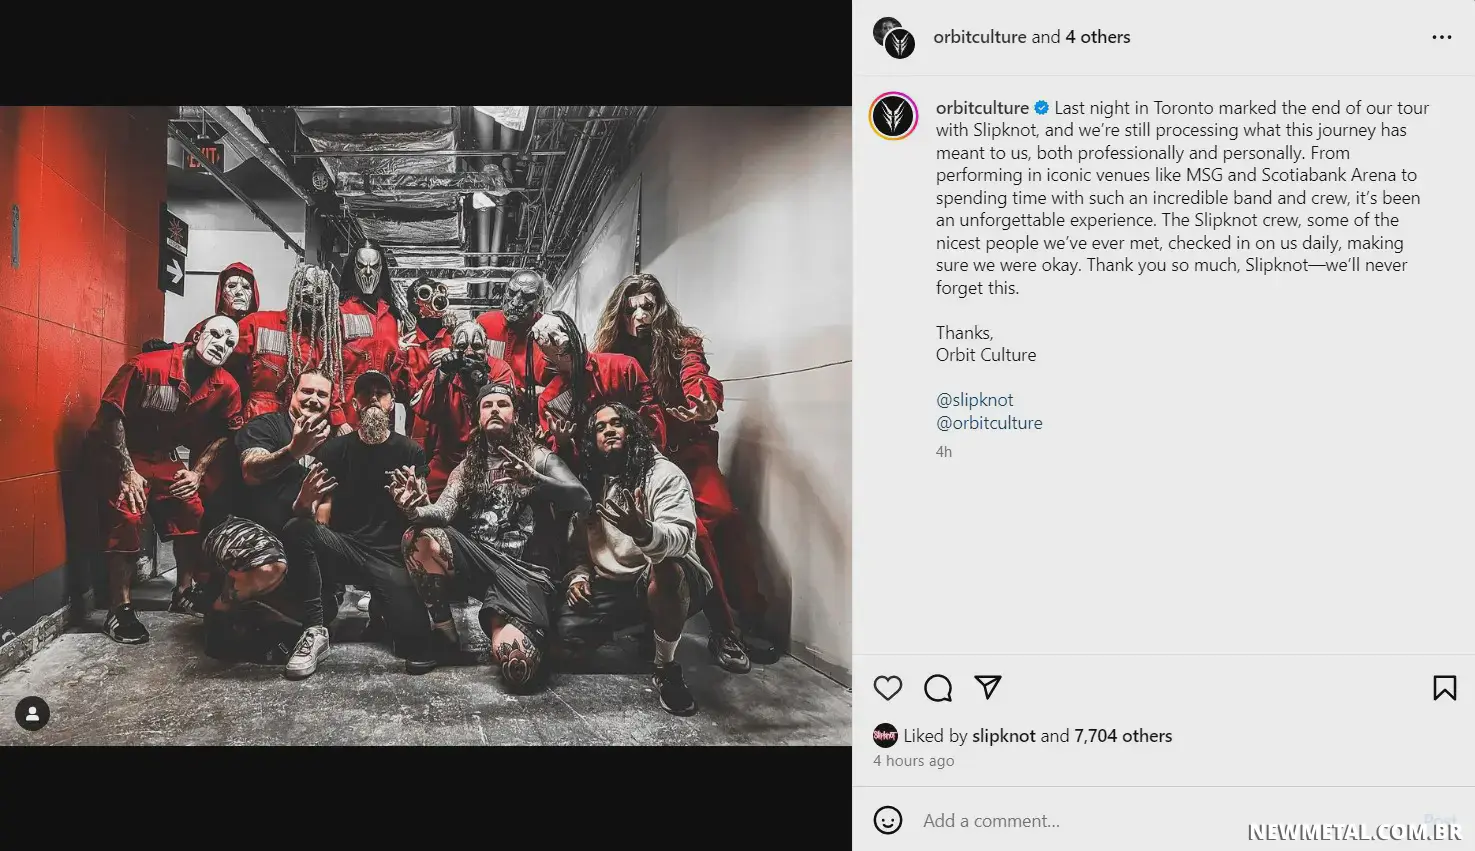 EXIT
orbitculture and 4 others
orbitculture Last night in Toronto marked the end of our tour
with Slipknot, and we’re still processing what this journey has
meant to us, both professionally and personally. From
performing in iconic venues like MSG and Scotiabank Arena to
spending time with such an incredible band and crew, it’s been
an unforgettable experience. The Slipknot crew, some of the
nicest people we’ve ever met, checked in on us daily, making
sure we were okay. Thank you so much, Slipknot—we’ll never
forget this.
Thanks,
Orbit Culture
@slipknot
@orbitculture
4h
Liked by slipknot and 7,704 others
4 hours ago
Add a comment...
Post
NEWMETAL.COM.BR